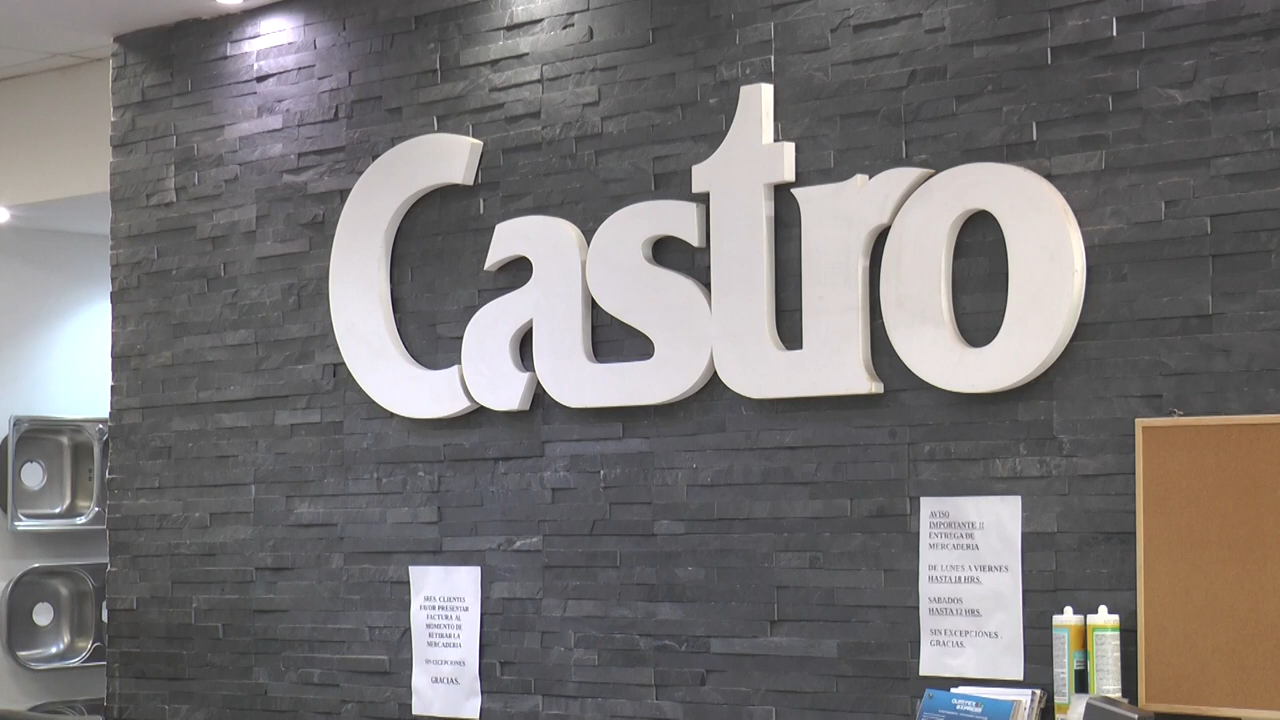 Castro
SRES. CLIENTES
FAVOR PRESENTAR
FACTURA AL
MOMENTO DE
RETIRAR LA
MERCADERIA
SIN EXCEPCIONES
GRACIAS.
AVISO
IMPORTANTE !!
ENTREGA DE
MERCADERIA
DE LUNES A VIERNES
HASTA 18 HRS.
SABADOS
HASTA 12 HRS.
SIN EXCEPCIONES .
GRACIAS.